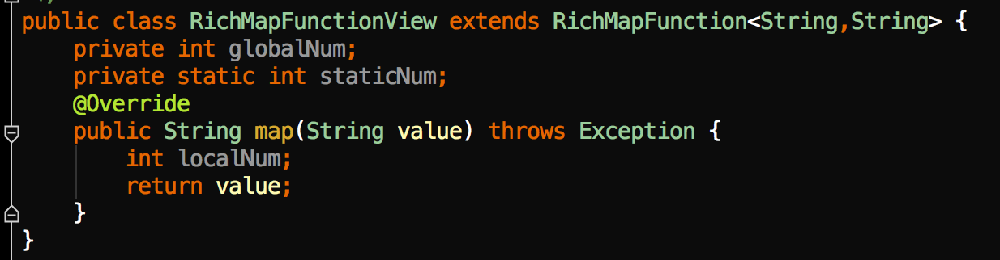 */
public class RichMapFunctionView extends RichMapFunction<String,String> {
    private int globalNum;
    private static int staticNum;
    @Override
    public String map(String value) throws Exception {
        int localNum;
        return value;
    }
}